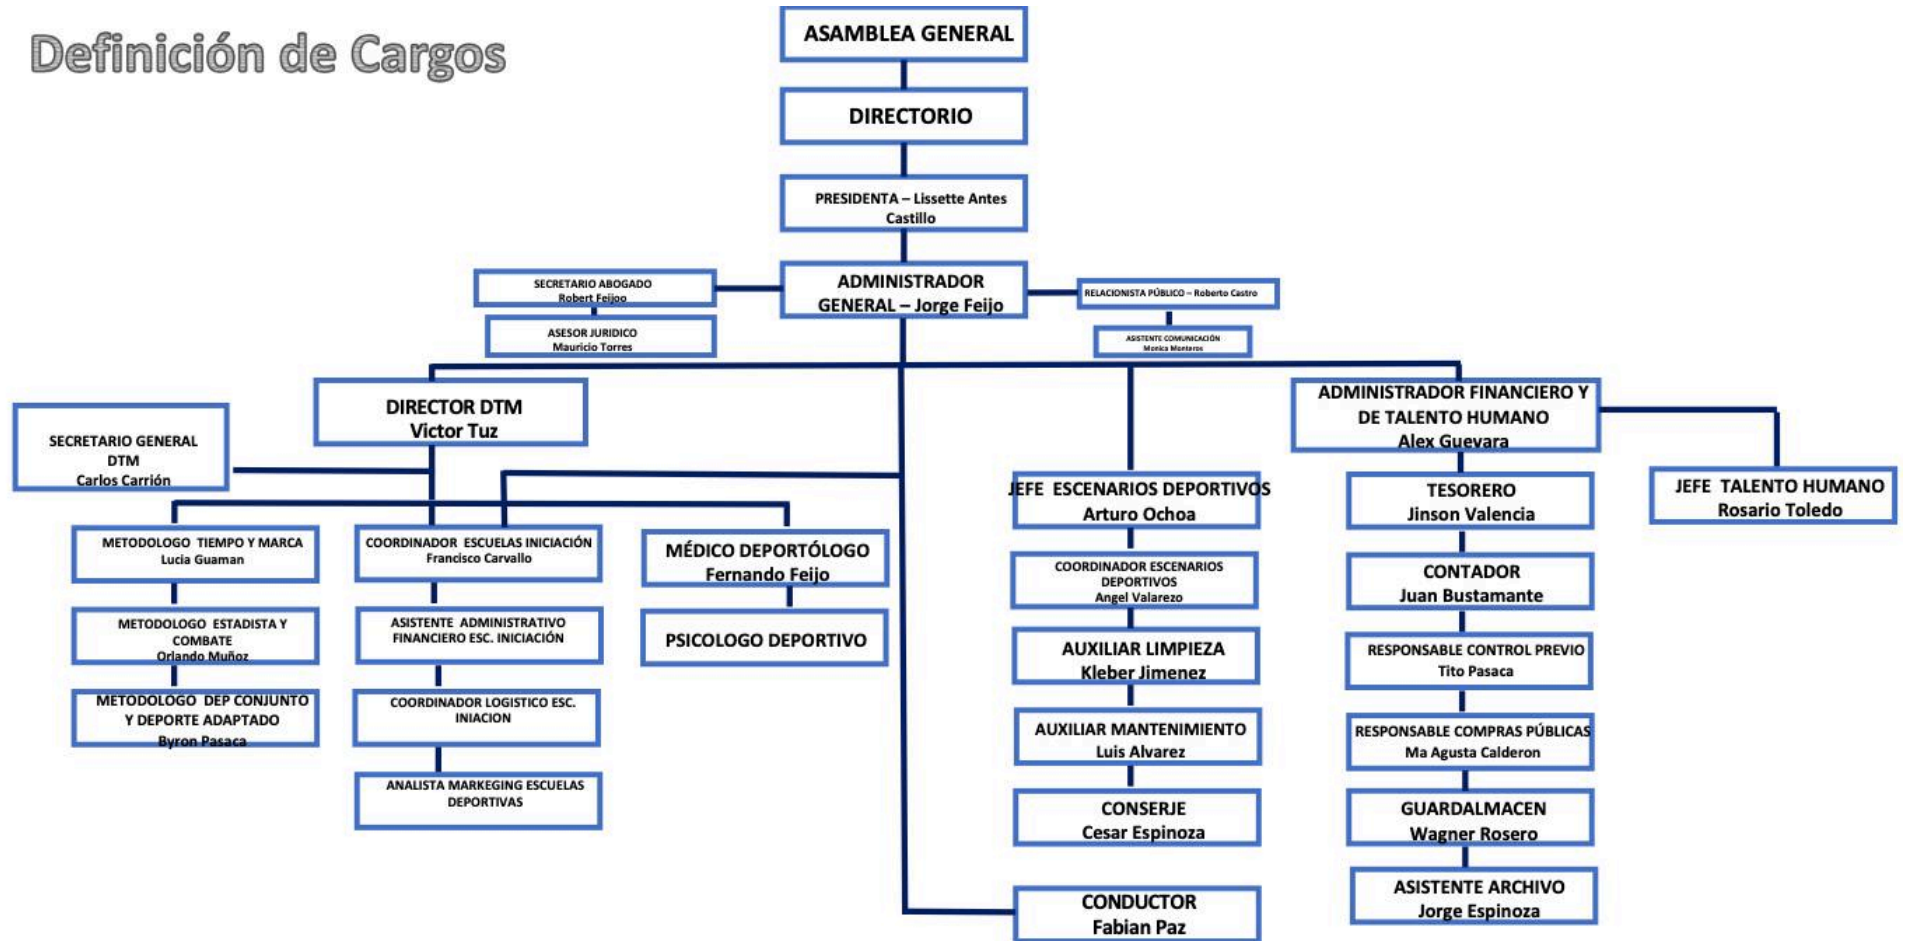 Definición de Cargos
ASAMBLEA GENERAL
DIRECTORIO
PRESIDENTA – Lissette Antes
Castillo
ADMINISTRADOR
GENERAL – Jorge Feijo
SECRETARIO ABOGADO
Robert Feijoo
ASESOR JURIDICO
Mauricio Torres
RELACIONISTA PÚBLICO – Roberto Castro
ASISTENTE COMUNICACIÓN
Monica Monteros
DIRECTOR DTM
Victor Tuz
SECRETARIO GENERAL
DTM
Carlos Carrión
METODOLOGO TIEMPO Y MARCA
Lucia Guaman
METODOLOGO ESTADISTA Y
COMBATE
Orlando Muñoz
METODOLOGO DEP CONJUNTO
Y DEPORTE ADAPTADO
Byron Pasaca
COORDINADOR ESCUELAS INICIACIÓN
Francisco Carvallo
ASISTENTE ADMINISTRATIVO
FINANCIERO ESC. INICIACIÓN
COORDINADOR LOGISTICO ESC.
INIACION
ANALISTA MARKEGING ESCUELAS
DEPORTIVAS
MÉDICO DEPORTÓLOGO
Fernando Feijo
PSICOLOGO DEPORTIVO
JEFE ESCENARIOS DEPORTIVOS
Arturo Ochoa
COORDINADOR ESCENARIOS
DEPORTIVOS
Angel Valarezo
AUXILIAR LIMPIEZA
Kleber Jimenez
AUXILIAR MANTENIMIENTO
Luis Alvarez
CONSERJE
Cesar Espinoza
CONDUCTOR
Fabian Paz
ADMINISTRADOR FINANCIERO Y
DE TALENTO HUMANO
Alex Guevara
TESORERO
Jinson Valencia
CONTADOR
Juan Bustamante
RESPONSABLE CONTROL PREVIO
Tito Pasaca
RESPONSABLE COMPRAS PÚBLICAS
Ma Agusta Calderon
GUARDALMACEN
Wagner Rosero
ASISTENTE ARCHIVO
Jorge Espinoza
JEFE TALENTO HUMANO
Rosario Toledo